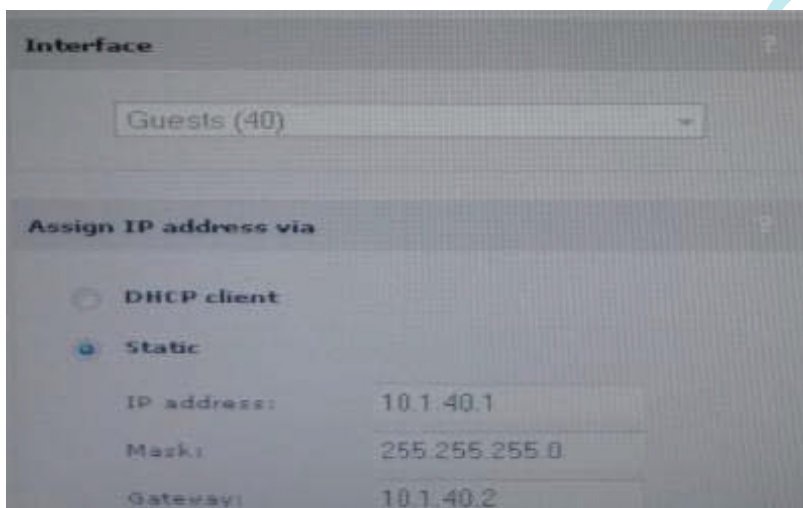 Interface
?
Guests (40)
Assign IP address via
?
DHCP client
Static
IP address: 10.1.40.1
Mask: 255.255.255.0
Gateway: 10.1.40.2